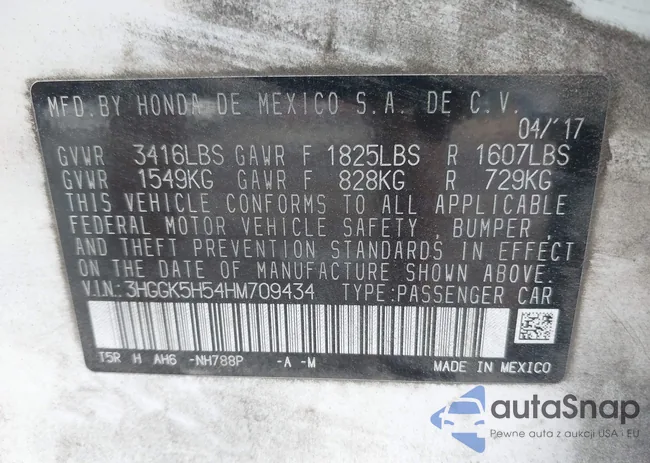 MFD.BY HONDA DE MEXICO S.A. DE C.V.
04/'17
GVWR 3416LBS GAWR F 1825LBS R 1607LBS
GVWR 1549KG GAWR F 828KG R 729KG
THIS VEHICLE CONFORMS TO ALL APPLICABLE
FEDERAL MOTOR VEHICLE SAFETY , BUMPER ,
AND THEFT PREVENTION STANDARDS IN EFFECT
ON THE DATE OF MANUFACTURE SHOWN ABOVE.
V.I.N.:3HGGK5H54HM709434 TYPE:PASSENGER CAR
T5R H AH6 -NH788P -A -M
MADE IN MEXICO
autaSnap
Pewne auta z aukcji USA i EU